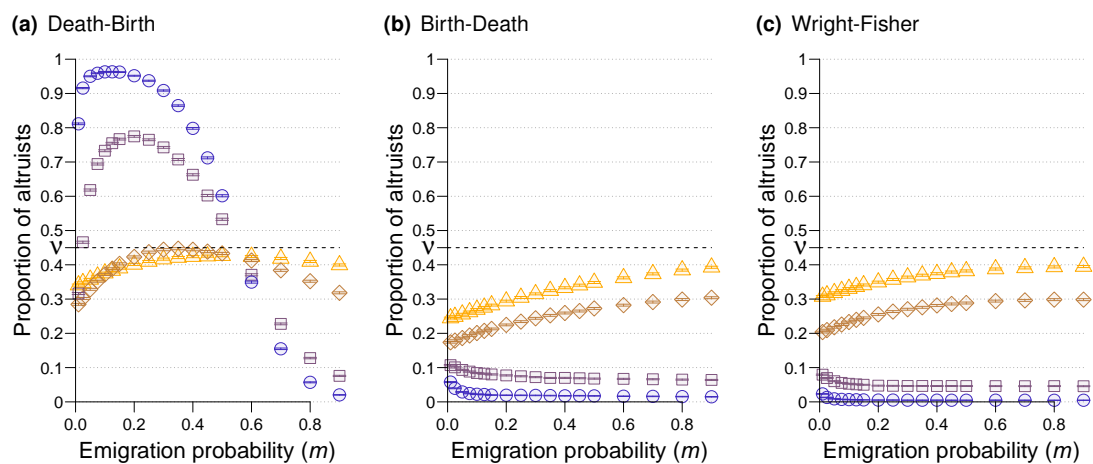 (a) Death-Birth
(b) Birth-Death
(c) Wright-Fisher
Proportion of altruists
1
0.9
0.8
0.7
0.6
0.5
ν
0.4
0.3
0.2
0.1
0
0.0 0.2 0.4 0.6 0.8
Emigration probability (m)
Proportion of altruists
1
0.9
0.8
0.7
0.6
0.5
ν
0.4
0.3
0.2
0.1
0
0.0 0.2 0.4 0.6 0.8
Emigration probability (m)
Proportion of altruists
1
0.9
0.8
0.7
0.6
0.5
ν
0.4
0.3
0.2
0.1
0
0.0 0.2 0.4 0.6 0.8
Emigration probability (m)